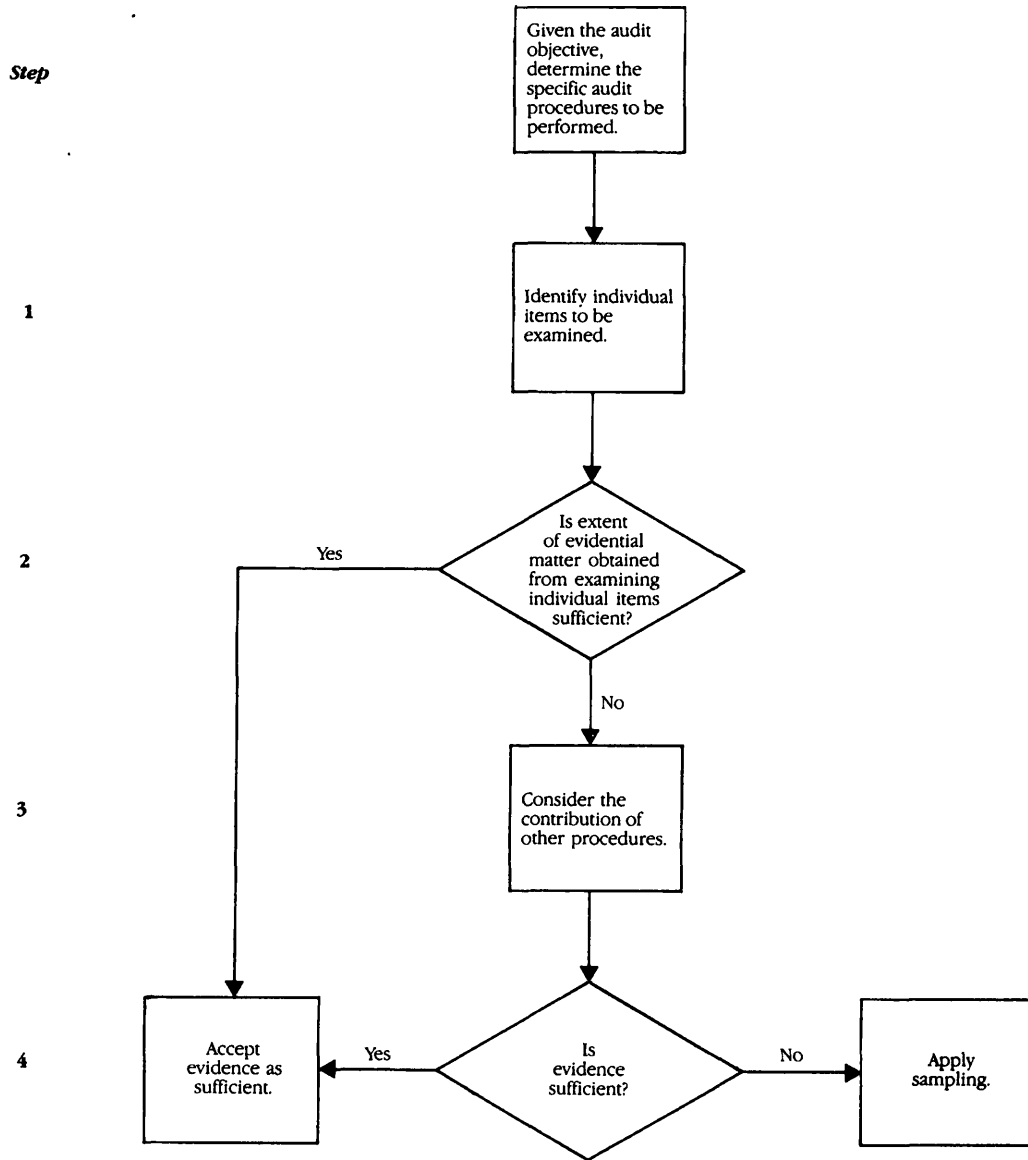 Given the audit
objective,
determine the
specific audit
procedures to be
performed.
Step
Identify individual
items to be
examined.
1
Is extent
of evidential
matter obtained
from examining
individual items
sufficient?
2
Yes
No
Consider the
contribution of
other procedures.
3
4
Accept
evidence as
sufficient.
Yes
Is
evidence
sufficient?
No
Apply
sampling.